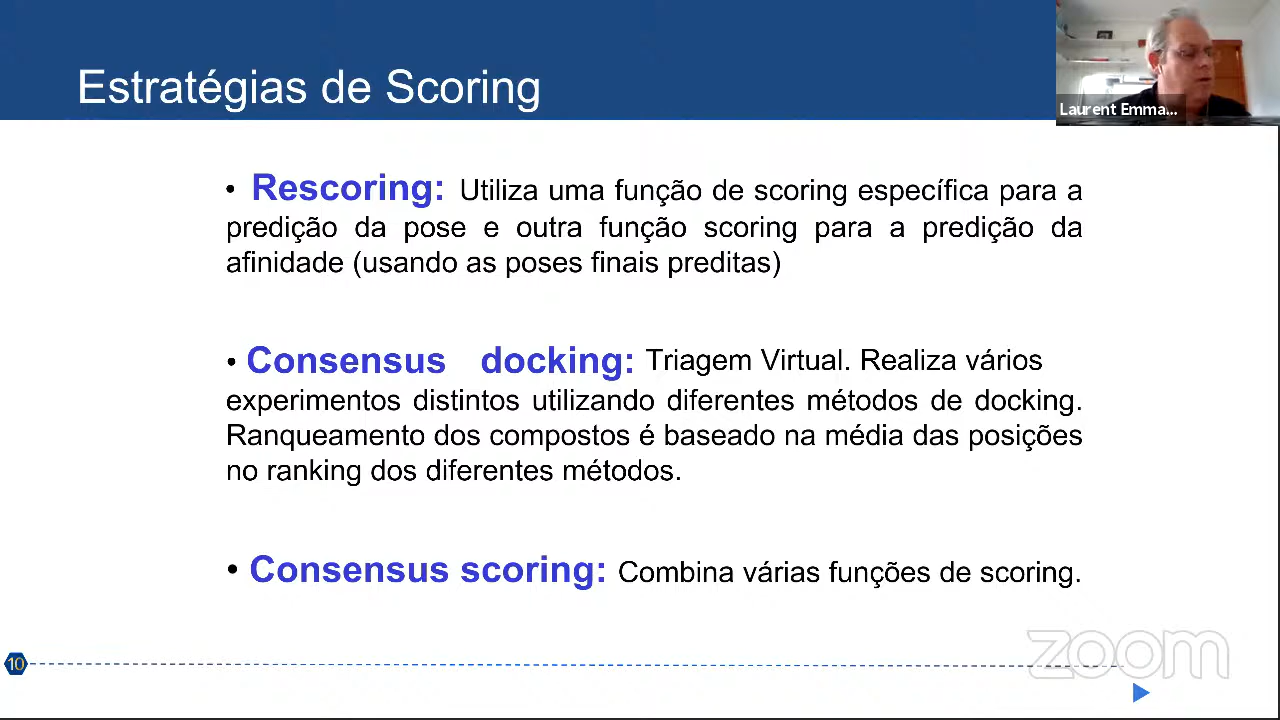 Estratégias de Scoring
Laurent Emma...
• Rescoring: Utiliza uma função de scoring específica para a
predição da pose e outra função scoring para a predição da
afinidade (usando as poses finais preditas)
• Consensus docking: Triagem Virtual. Realiza vários
experimentos distintos utilizando diferentes métodos de docking.
Ranqueamento dos compostos é baseado na média das posições
no ranking dos diferentes métodos.
• Consensus scoring: Combina várias funções de scoring.
zoom
10